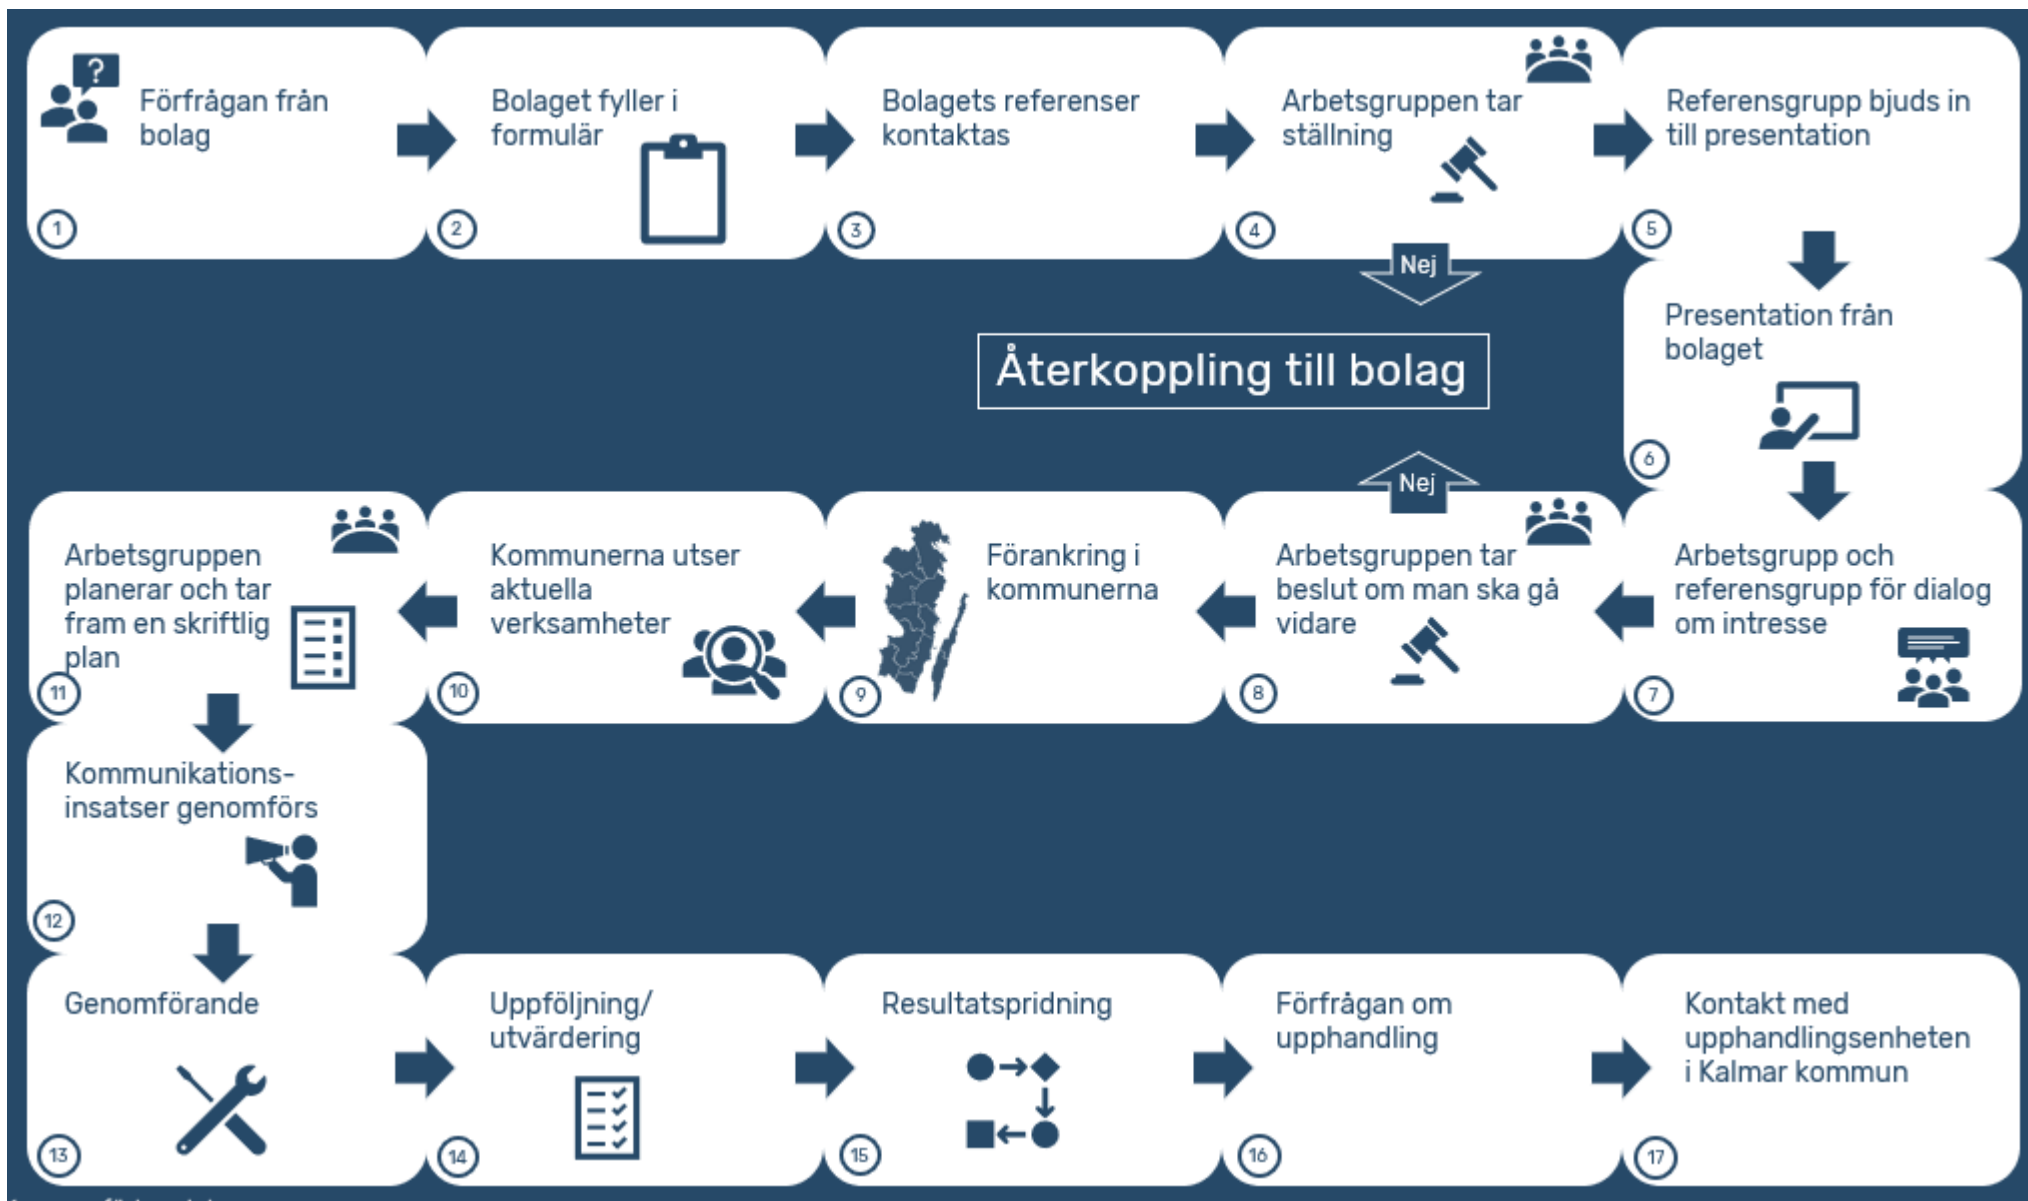 ?
Förfrågan från
bolag
1
Bolaget fyller i
formulär
2
Bolagets referenser
kontaktas
3
Arbetsgruppen tar
ställning
4
Nej
Referensgrupp bjuds in
till presentation
5
Återkoppling till bolag
Presentation från
bolaget
6
Arbetsgrupp och
referensgrupp för dialog
om intresse
7
Nej
Arbetsgruppen tar
beslut om man ska gå
vidare
8
Förankring i
kommunerna
9
Kommunerna utser
aktuella
verksamheter
10
Arbetsgruppen
planerar och tar
fram en skriftlig
plan
11
Kommunikations-
insatser genomförs
12
Genomförande
13
Uppföljning/
utvärdering
14
Resultatspridning
15
Förfrågan om
upphandling
16
Kontakt med
upphandlingsenheten
i Kalmar kommun
17